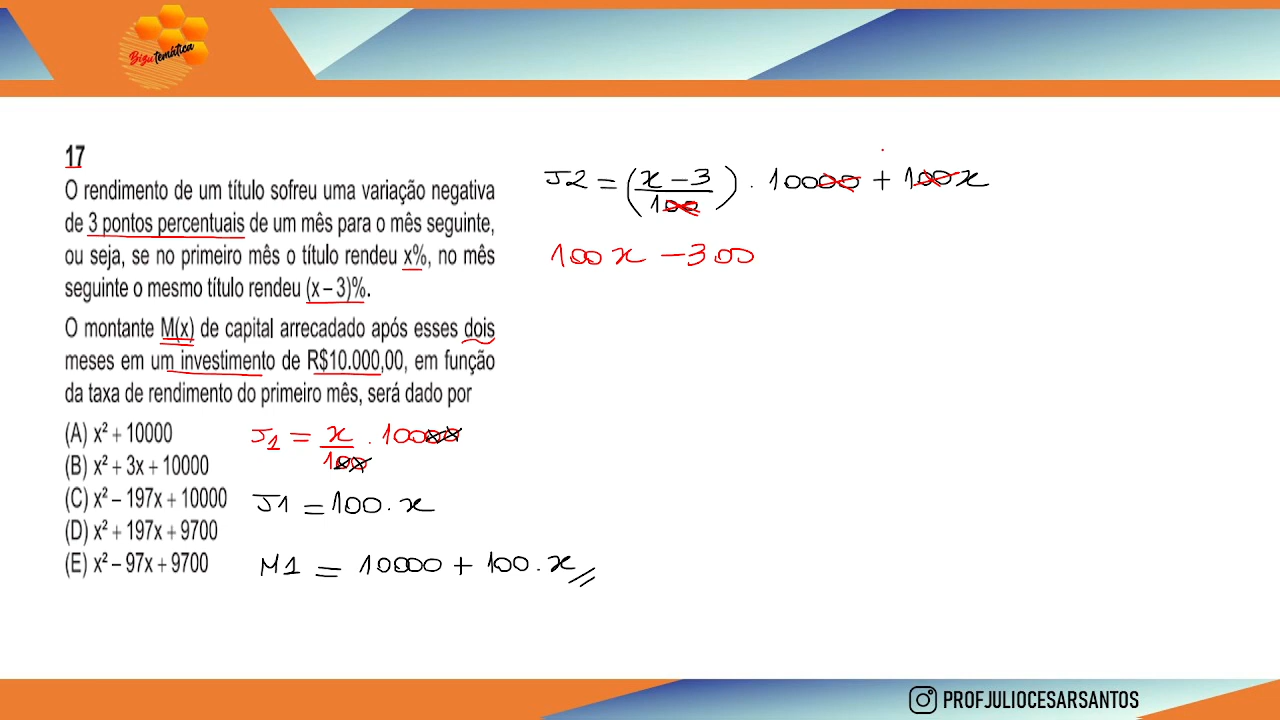 Bizutemática
17
O rendimento de um título sofreu uma variação negativa
de 3 pontos percentuais de um mês para o mês seguinte,
ou seja, se no primeiro mês o título rendeu x%, no mês
seguinte o mesmo título rendeu (x – 3)%.
O montante M(x) de capital arrecadado após esses dois
meses em um investimento de R$10.000,00, em função
da taxa de rendimento do primeiro mês, será dado por
(A) x² + 10000
(B) x² + 3x + 10000
(C) x² – 197x + 10000
(D) x² + 197x + 9700
(E) x² – 97x + 9700
J1 = x/100 . 10000
J1 = 100 . x
M1 = 10000 + 100 . x
J2 = (x - 3 / 100) . 10000 + 100x
100x - 300
PROFJULIOCESARSANTOS